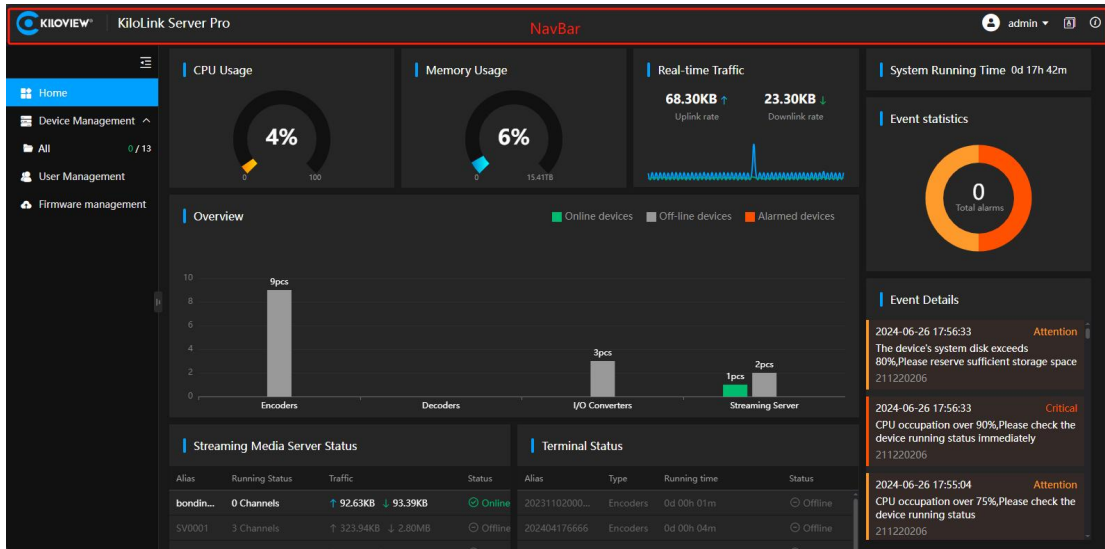 KILOVIEW® KiloLink Server Pro
NavBar
admin
Home
Device Management
All 0 / 13
User Management
Firmware management
CPU Usage
4%
0 100
Memory Usage
6%
0 15.41TB
Real-time Traffic
68.30KB ↑ 23.30KB ↓
Uplink rate Downlink rate
System Running Time 0d 17h 42m
Event statistics
0
Total alarms
Overview
Online devices Off-line devices Alarmed devices
10
8
6
4
2
0
9pcs
3pcs
1pcs
2pcs
Encoders Decoders I/O Converters Streaming Server
Event Details
2024-06-26 17:56:33 Attention
The device's system disk exceeds
80%,Please reserve sufficient storage space
211220206
2024-06-26 17:56:33 Critical
CPU occupation over 90%,Please check the
device running status immediately
211220206
2024-06-26 17:55:04 Attention
CPU occupation over 75%,Please check the
device running status
211220206
Streaming Media Server Status
Alias Running Status Traffic Status
bondin... 0 Channels ↑ 92.63KB ↓ 93.39KB Online
SV0001 3 Channels ↑ 323.94KB ↓ 2.80MB Offline
Terminal Status
Alias Type Running time Status
20231102000... Encoders 0d 00h 01m Offline
202404176666 Encoders 0d 00h 04m Offline